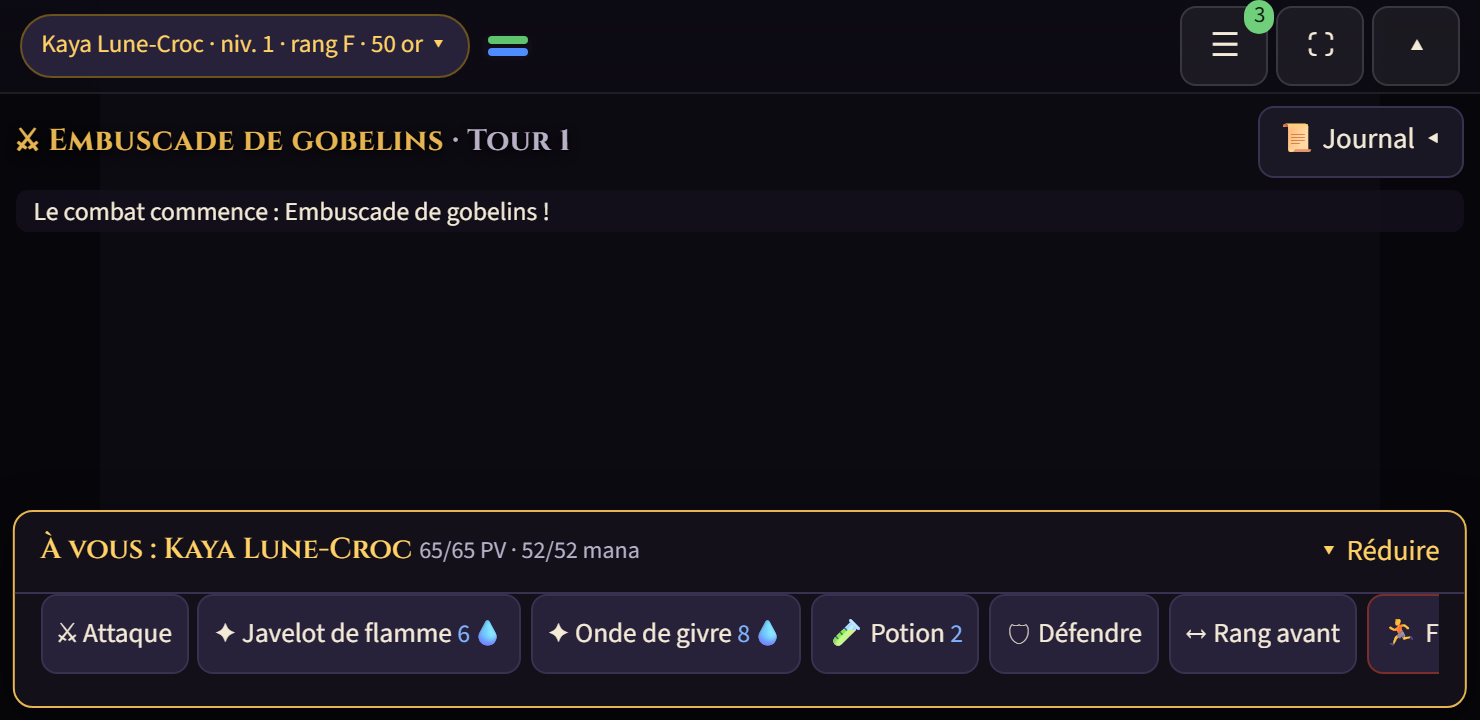 Kaya Lune-Croc · niv. 1 · rang F · 50 or ▼
3
⚔ Embuscade de gobelins · Tour 1
📜 Journal ◀
Le combat commence : Embuscade de gobelins !
À vous : Kaya Lune-Croc 65/65 PV · 52/52 mana
▼ Réduire
⚔ Attaque
✦ Javelot de flamme 6 💧
✦ Onde de givre 8 💧
🧪 Potion 2
🛡 Défendre
↔ Rang avant
🏃 F